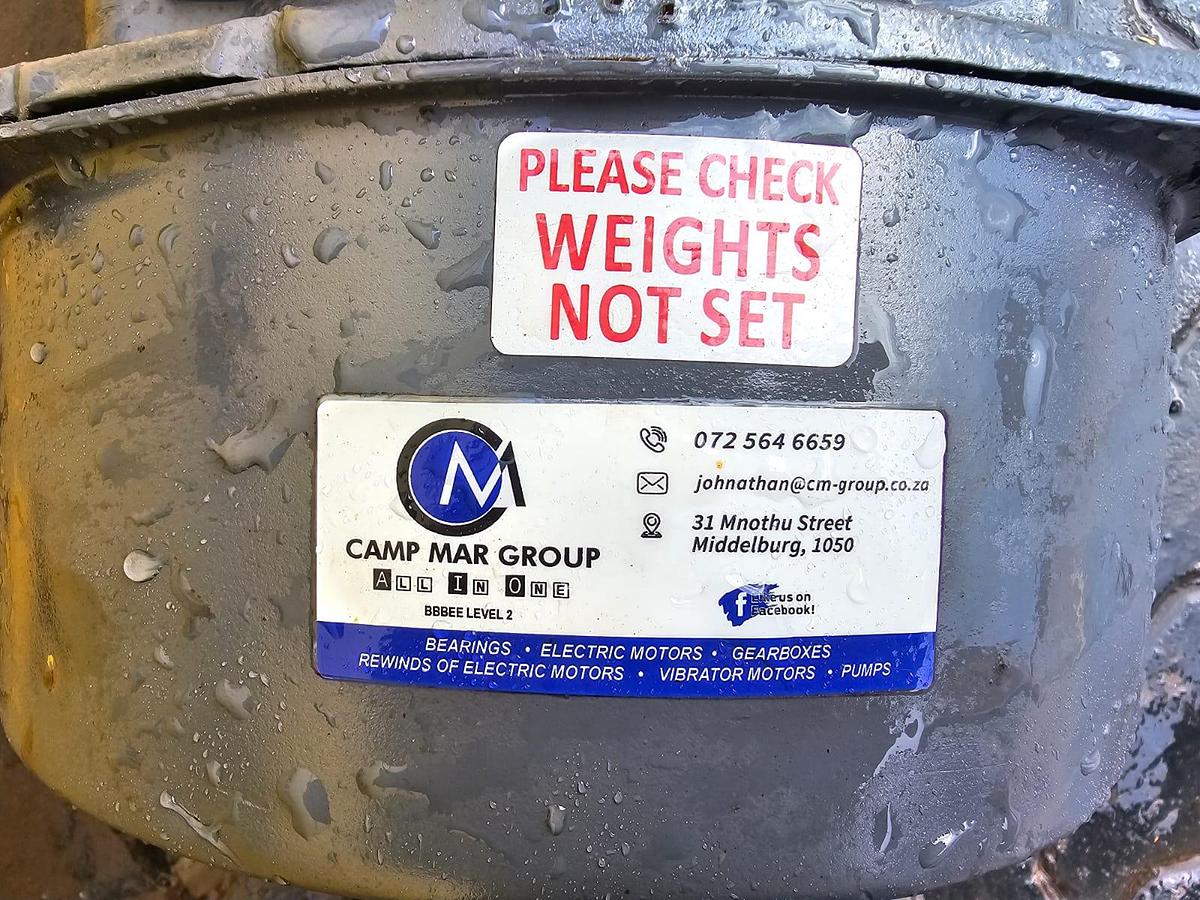 PLEASE CHECK
WEIGHTS
NOT SET
CM
CAMP MAR GROUP
ALL IN ONE
BBBEE LEVEL 2
072 564 6659
johnathan@cm-group.co.za
31 Mnothu Street
Middelburg, 1050
f Like us on
Facebook!
BEARINGS • ELECTRIC MOTORS • GEARBOXES
REWINDS OF ELECTRIC MOTORS • VIBRATOR MOTORS • PUMPS